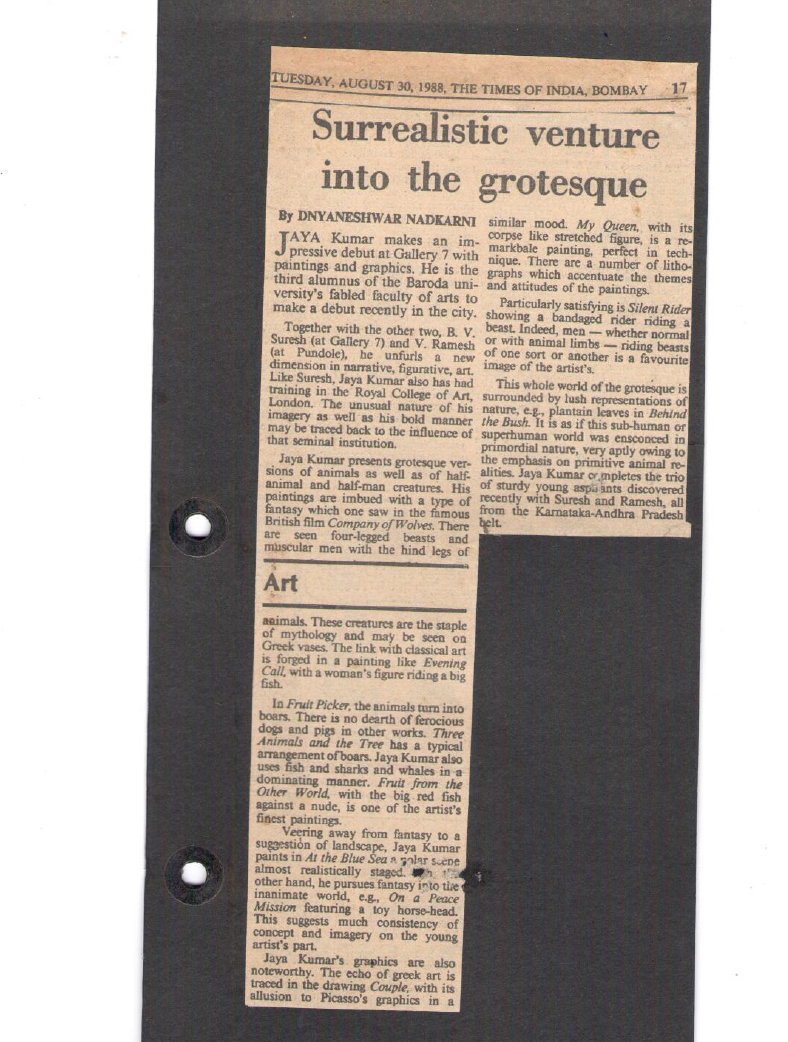 TUESDAY, AUGUST 30, 1988, THE TIMES OF INDIA, BOMBAY 17
Surrealistic venture
into the grotesque
By DNYANESHWAR NADKARNI
JAYA Kumar makes an im-
pressive debut at Gallery 7 with
paintings and graphics. He is the
third alumnus of the Baroda uni-
versity's fabled faculty of arts to
make a debut recently in the city.
Together with the other two, B. V.
Suresh (at Gallery 7) and V. Ramesh
(at Pundole), he unfurls a new
dimension in narrative, figurative, art.
Like Suresh, Jaya Kumar also has had
training in the Royal College of Art,
London. The unusual nature of his
imagery as well as his bold manner
may be traced back to the influence of
that seminal institution.
Jaya Kumar presents grotesque ver-
sions of animals as well as of half-
animal and half-man creatures. His
paintings are imbued with a type of
fantasy which one saw in the famous
British film Company of Wolves. There
are seen four-legged beasts and
muscular men with the hind legs of
Art
animals. These creatures are the staple
of mythology and may be seen on
Greek vases. The link with classical art
is forged in a painting like Evening
Call, with a woman's figure riding a big
fish.
In Fruit Picker, the animals turn into
boars. There is no dearth of ferocious
dogs and pigs in other works. Three
Animals and the Tree has a typical
arrangement of boars. Jaya Kumar also
uses fish and sharks and whales in a
dominating manner. Fruit from the
Other World, with the big red fish
against a nude, is one of the artist's
finest paintings.
Veering away from fantasy to a
suggestion of landscape, Jaya Kumar
paints in At the Blue Sea a polar scene
almost realistically staged.
other hand, he pursues fantasy into the
inanimate world, e.g., On a Peace
Mission featuring a toy horse-head.
This suggests much consistency of
concept and imagery on the young
artist's part.
Jaya Kumar's graphics are also
noteworthy. The echo of greek art is
traced in the drawing Couple, with its
allusion to Picasso's graphics in a
similar mood. My Queen, with its
corpse like stretched figure, is a re-
markbale painting, perfect in tech-
nique. There are a number of litho-
graphs which accentuate the themes
and attitudes of the paintings.
Particularly satisfying is Silent Rider
showing a bandaged rider riding a
beast. Indeed, men — whether normal
or with animal limbs — riding beasts
of one sort or another is a favourite
image of the artist's.
This whole world of the grotesque is
surrounded by lush representations of
nature, e.g., plantain leaves in Behind
the Bush. It is as if this sub-human or
superhuman world was ensconced in
primordial nature, very aptly owing to
the emphasis on primitive animal re-
alities. Jaya Kumar completes the trio
of sturdy young aspirants discovered
recently with Suresh and Ramesh, all
from the Karnataka-Andhra Pradesh
belt.